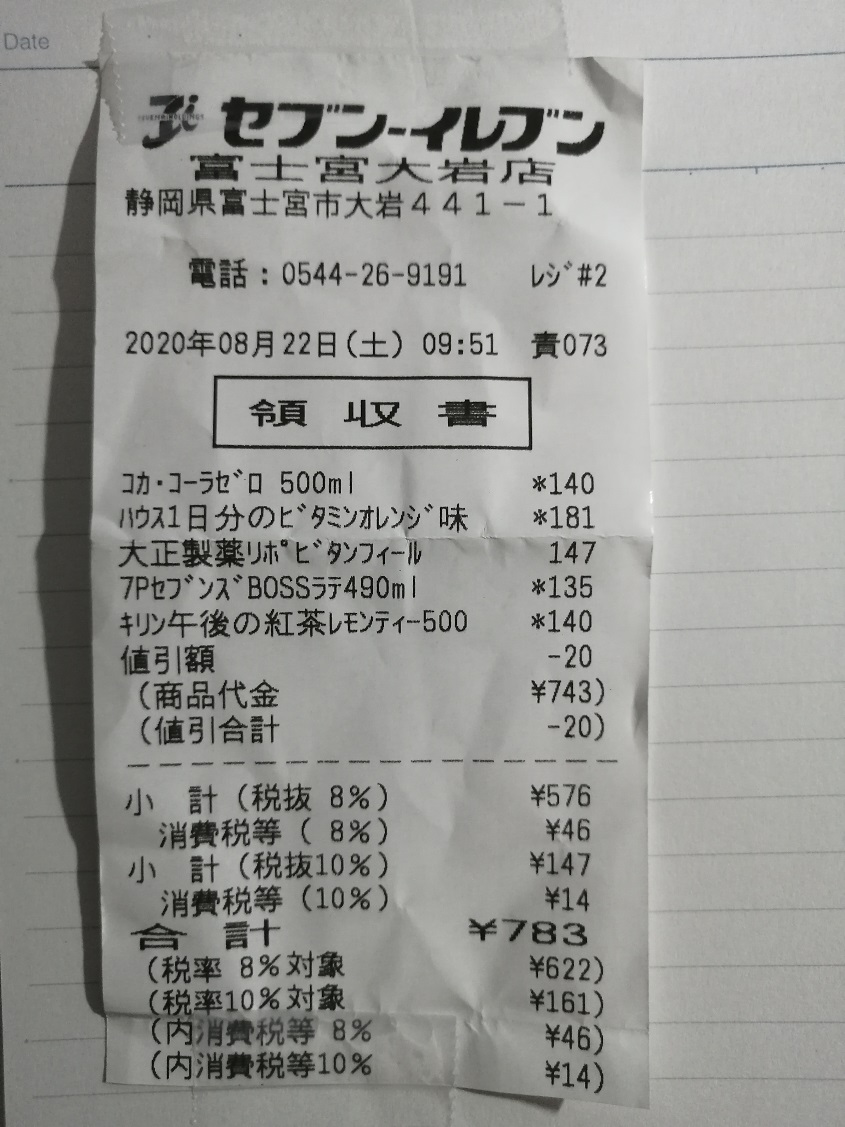 Date
セブン-イレブン
富士宮大岩店
静岡県富士宮市大岩441-1
電話:0544-26-9191 レジ#2
2020年08月22日(土) 09:51 責073
領収書
コカ・コーラゼロ 500ml *140
ハウス1日分のビタミンオレンジ味 *181
大正製薬リポビタンフィール 147
7PセブンズBOSSラテ490ml *135
キリン午後の紅茶レモンティー500 *140
値引額 -20
(商品代金 ¥743)
(値引合計 -20)
小 計(税抜 8%) ¥576
消費税等( 8%) ¥46
小 計(税抜10%) ¥147
消費税等(10%) ¥14
合 計 ¥783
(税率 8%対象 ¥622)
(税率10%対象 ¥161)
(内消費税等 8% ¥46)
(内消費税等10% ¥14)